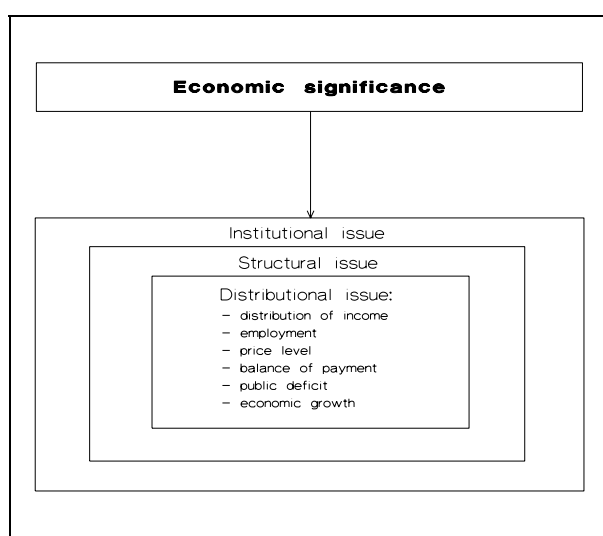 Economic significance
Institutional issue
Structural issue
Distributional issue:
- distribution of income
- employment
- price level
- balance of payment
- public deficit
- economic growth